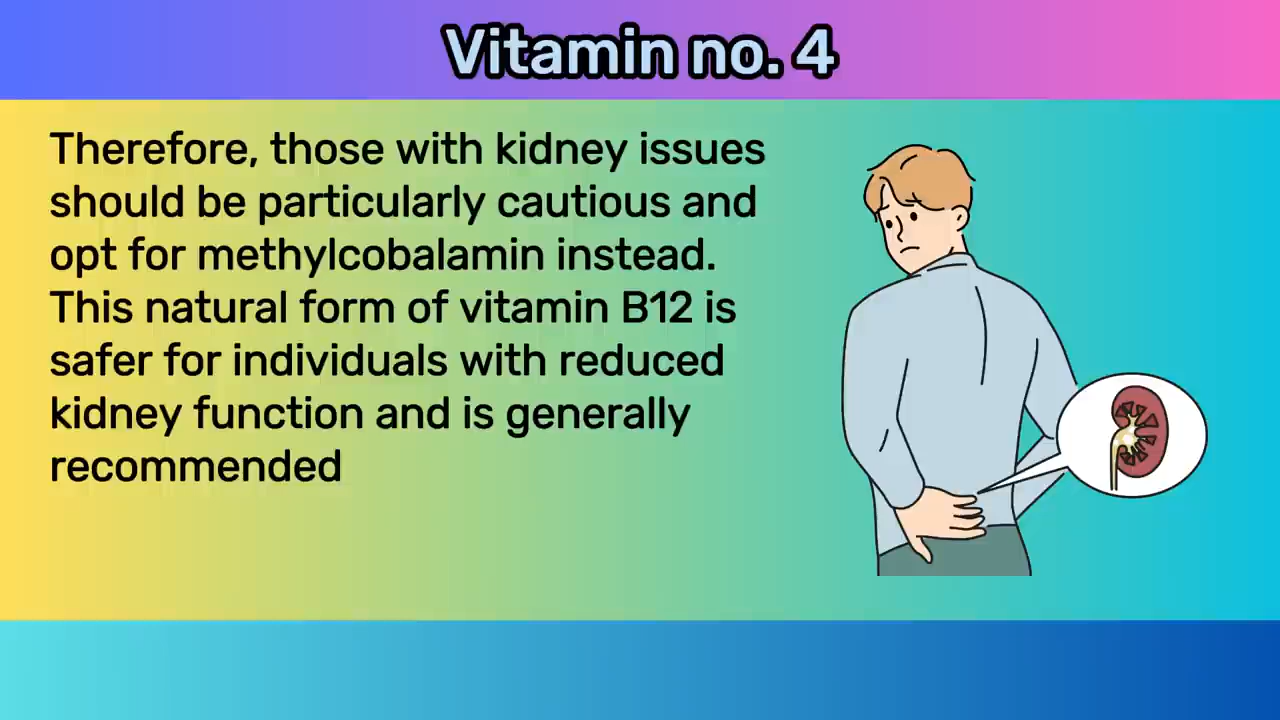 Vitamin no. 4
Therefore, those with kidney issues
should be particularly cautious and
opt for methylcobalamin instead.
This natural form of vitamin B12 is
safer for individuals with reduced
kidney function and is generally
recommended